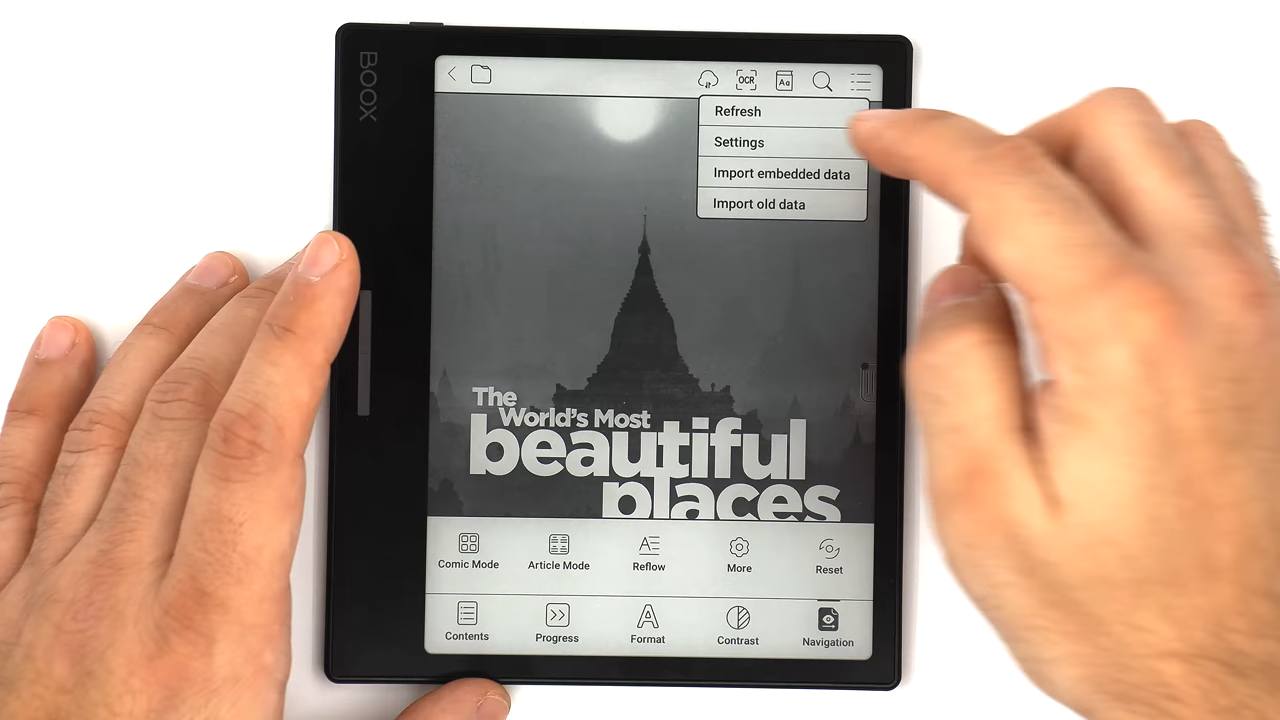 BOOX
OCR
Aa
Refresh
Settings
Import embedded data
Import old data
The
World's Most
beautiful
places
Comic Mode
Article Mode
Reflow
More
Reset
Contents
Progress
Format
Contrast
Navigation